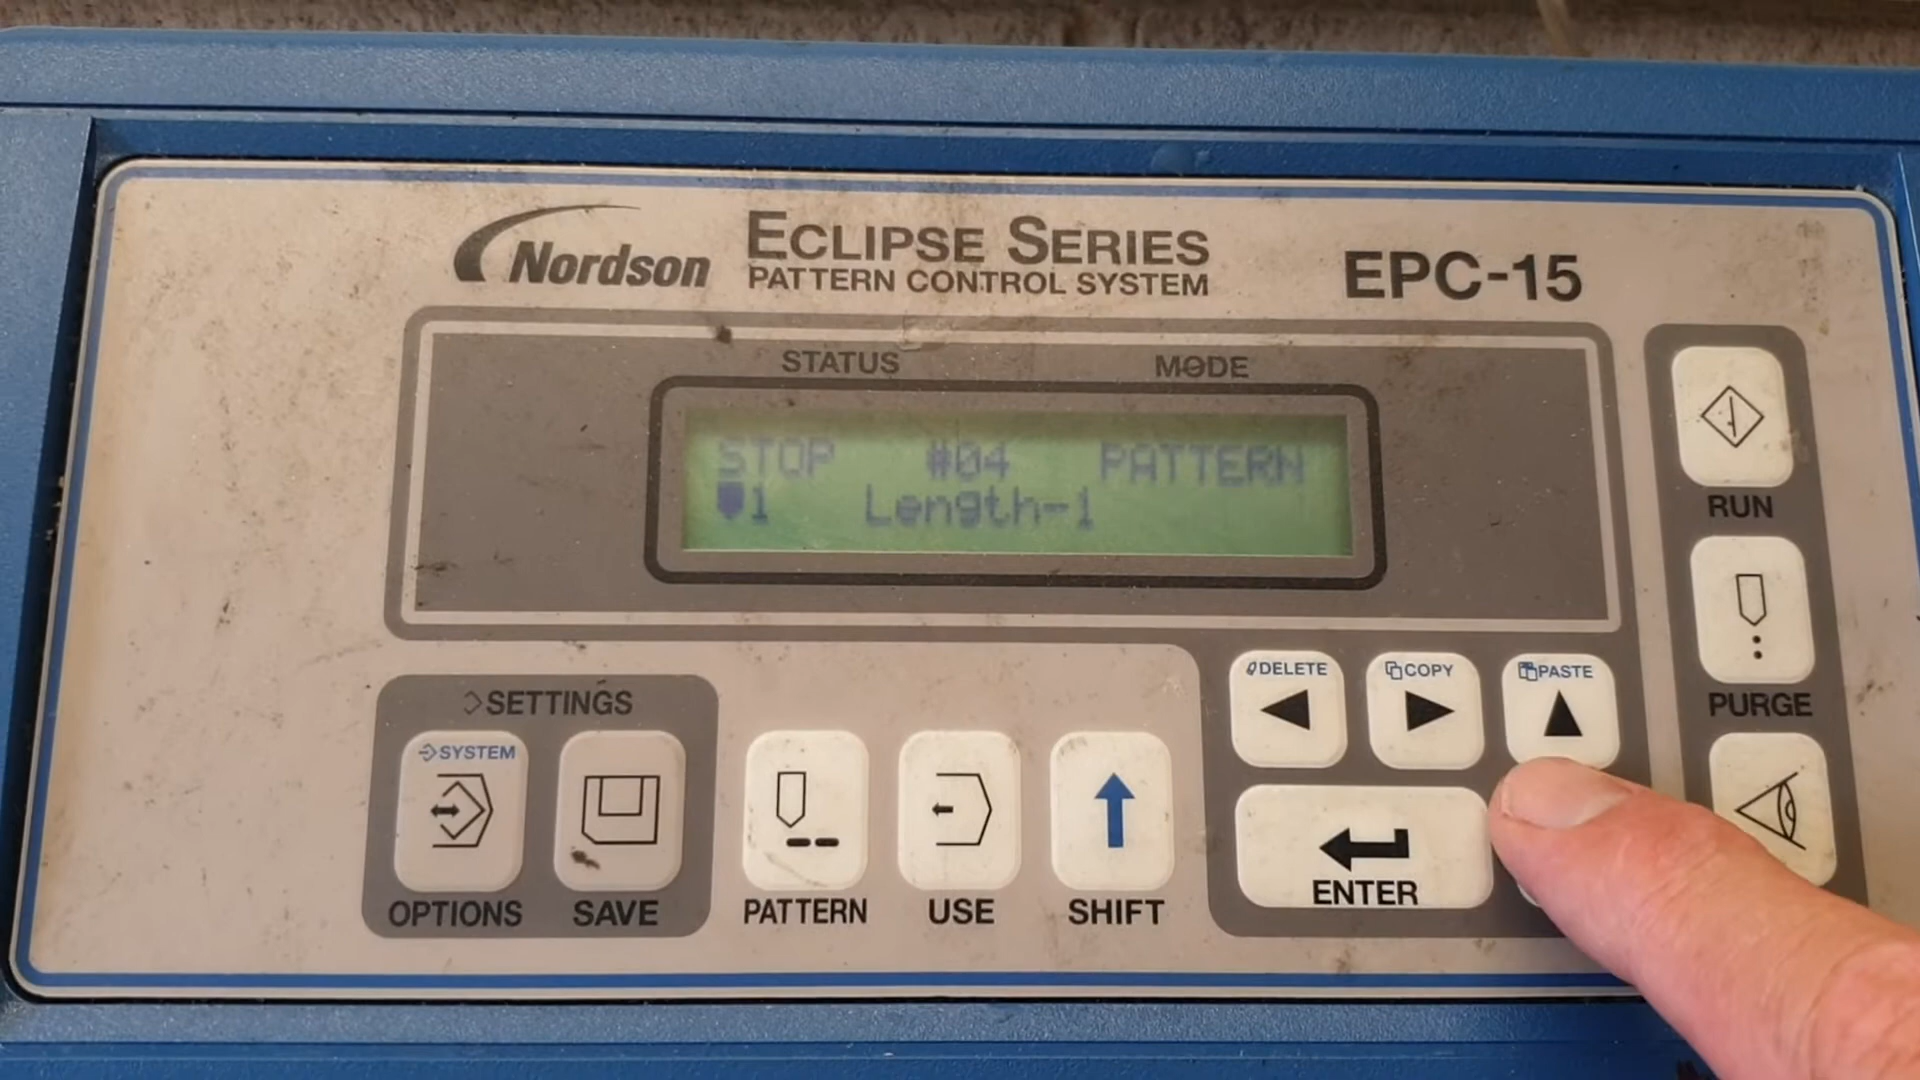 Nordson
ECLIPSE SERIES
PATTERN CONTROL SYSTEM
EPC-15
STATUS MODE
STOP #04 PATTERN
1 Length-1
RUN
PURGE
SETTINGS
SYSTEM
OPTIONS
SAVE
PATTERN
USE
SHIFT
DELETE
COPY
PASTE
ENTER